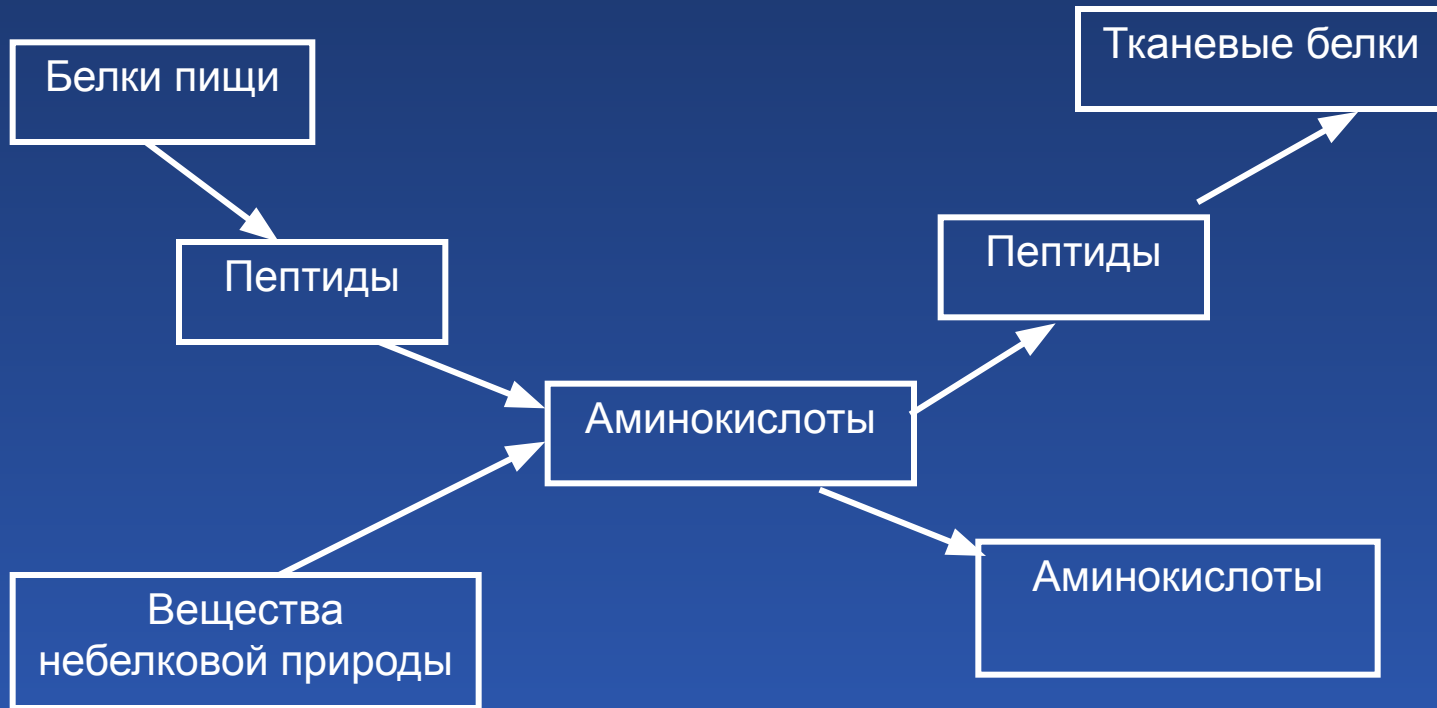 Белки пищи
Тканевые белки
Пептиды
Пептиды
Аминокислоты
Аминокислоты
Вещества
небелковой природы